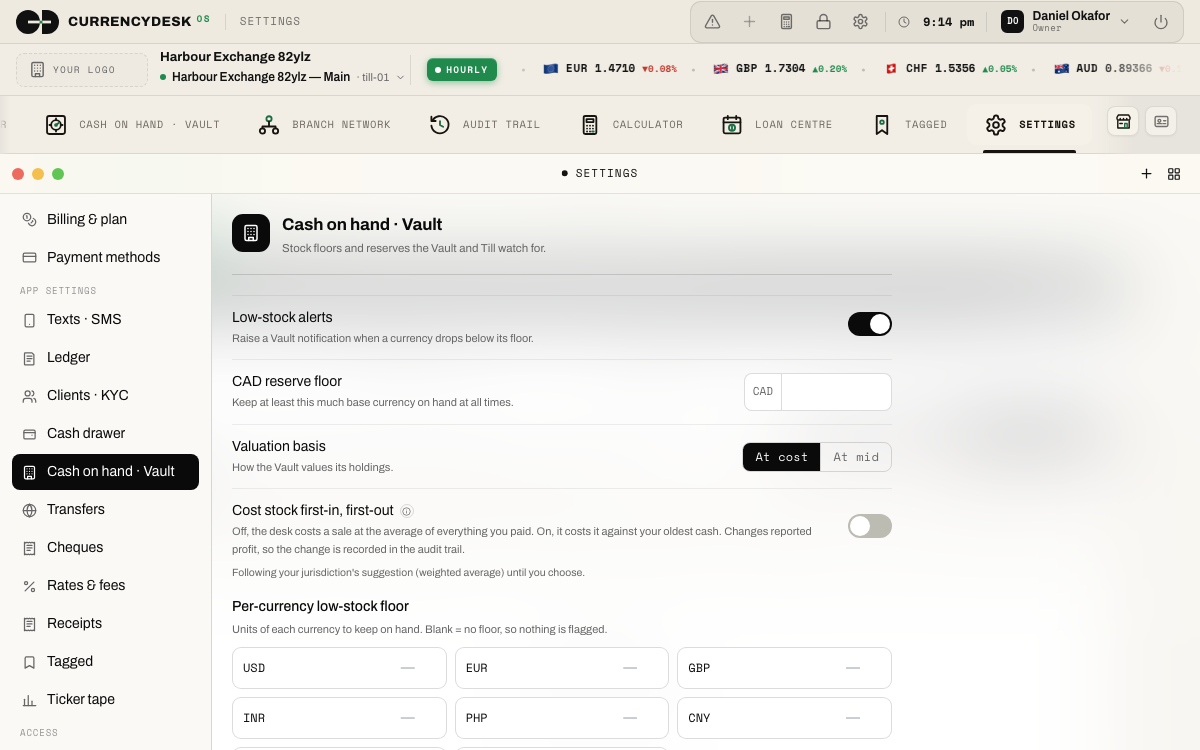 CURRENCYDESK OS
SETTINGS
9:14 pm
DO
Daniel Okafor
Owner
YOUR LOGO
Harbour Exchange 82ylz
Harbour Exchange 82ylz — Main · till-01
HOURLY
EUR 1.4710 ▾0.08%
GBP 1.7304 ▴0.20%
CHF 1.5356 ▴0.05%
AUD 0.89366
CASH ON HAND · VAULT
BRANCH NETWORK
AUDIT TRAIL
CALCULATOR
LOAN CENTRE
TAGGED
SETTINGS
SETTINGS
Billing & plan
Payment methods
APP SETTINGS
Texts · SMS
Ledger
Clients · KYC
Cash drawer
Cash on hand · Vault
Transfers
Cheques
Rates & fees
Receipts
Tagged
Ticker tape
ACCESS
Cash on hand · Vault
Stock floors and reserves the Vault and Till watch for.
Low-stock alerts
Raise a Vault notification when a currency drops below its floor.
CAD reserve floor
Keep at least this much base currency on hand at all times.
CAD
Valuation basis
How the Vault values its holdings.
At cost
At mid
Cost stock first-in, first-out
Off, the desk costs a sale at the average of everything you paid. On, it costs it against your oldest cash. Changes reported
profit, so the change is recorded in the audit trail.
Following your jurisdiction's suggestion (weighted average) until you choose.
Per-currency low-stock floor
Units of each currency to keep on hand. Blank = no floor, so nothing is flagged.
USD —
EUR —
GBP —
INR —
PHP —
CNY —